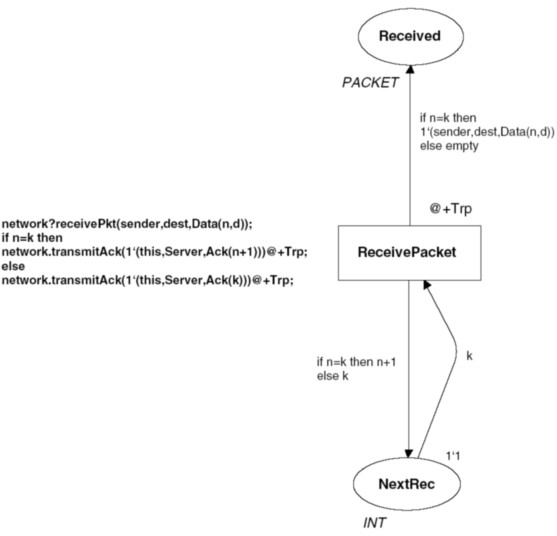 Received
PACKET
if n=k then
1‘(sender,dest,Data(n,d))
else empty
@+Trp
network?receivePkt(sender,dest,Data(n,d));
if n=k then
network.transmitAck(1‘(this,Server,Ack(n+1)))@+Trp;
else
network.transmitAck(1‘(this,Server,Ack(k)))@+Trp;
ReceivePacket
if n=k then n+1
else k
k
1‘1
NextRec
INT